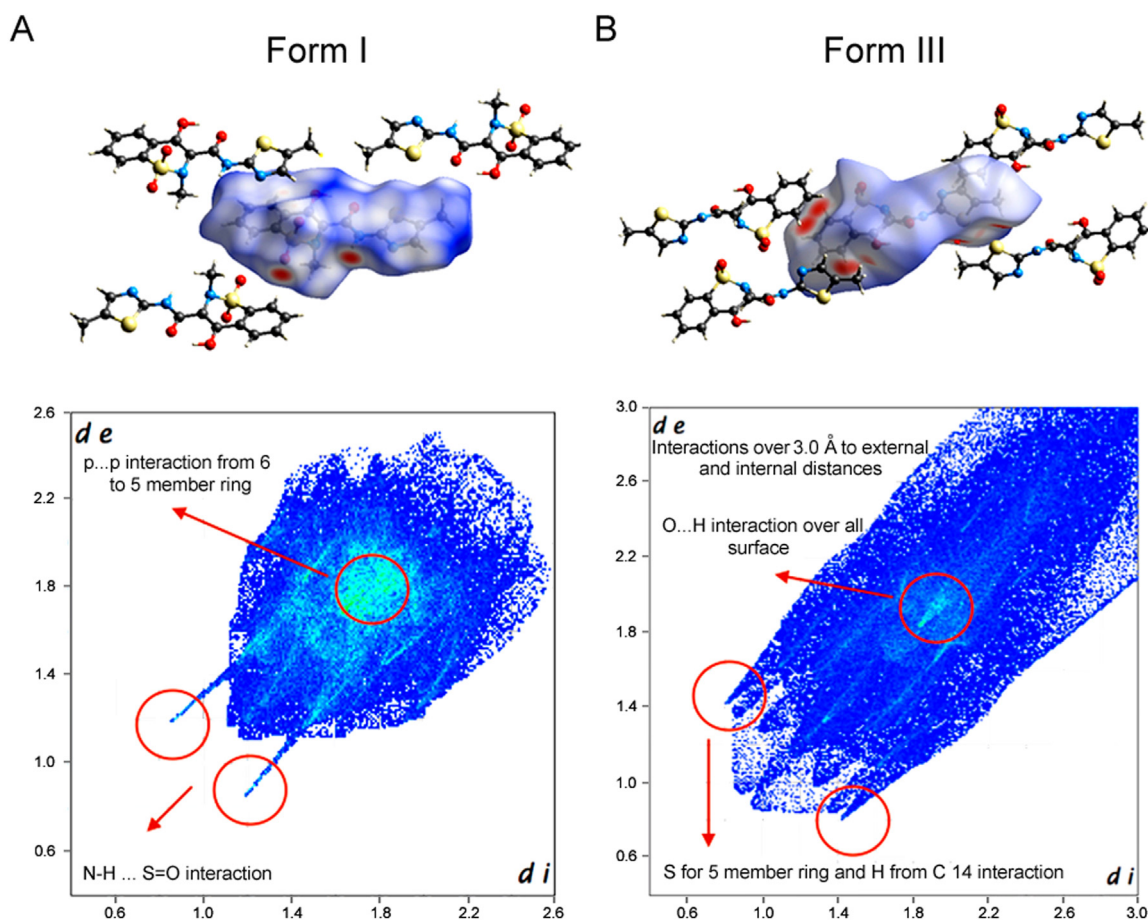 A
Form I
B
Form III
2.6
2.2
1.8
1.4
1.0
0.6
d e
p...p interaction from 6
to 5 member ring
N-H ... S=O interaction
d i
0.6
1.0
1.4
1.8
2.2
2.6
3.0
2.6
2.2
1.8
1.4
1.0
0.6
d e
Interactions over 3.0 Å to external
and internal distances
O...H interaction over all
surface
S for 5 member ring and H from C 14 interaction
d i
0.6
1.0
1.4
1.8
2.2
2.6
3.0